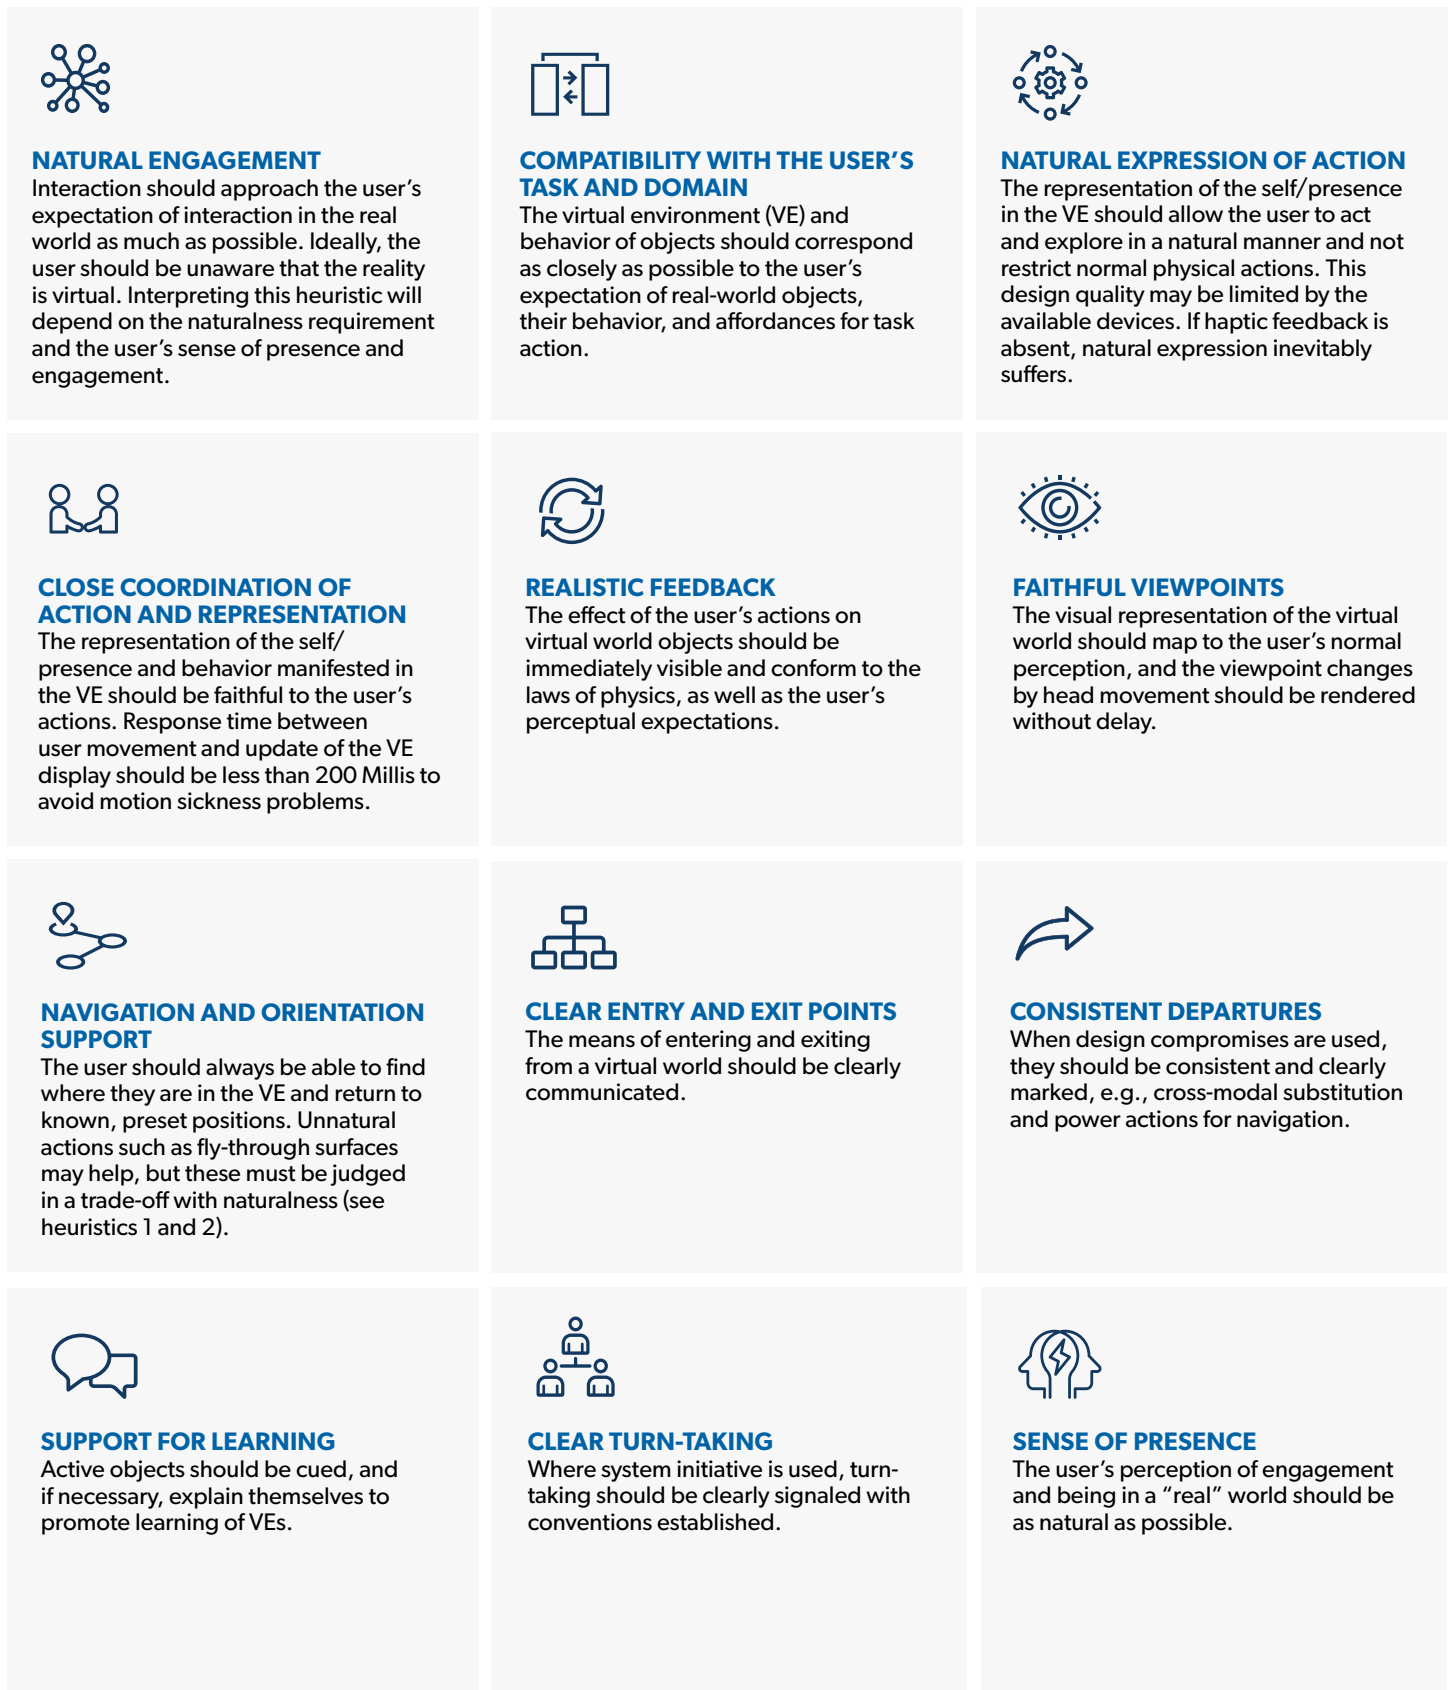 NATURAL ENGAGEMENT
Interaction should approach the user’s
expectation of interaction in the real
world as much as possible. Ideally, the
user should be unaware that the reality
is virtual. Interpreting this heuristic will
depend on the naturalness requirement
and the user’s sense of presence and
engagement.
COMPATIBILITY WITH THE USER’S
TASK AND DOMAIN
The virtual environment (VE) and
behavior of objects should correspond
as closely as possible to the user’s
expectation of real-world objects,
their behavior, and affordances for task
action.
NATURAL EXPRESSION OF ACTION
The representation of the self/presence
in the VE should allow the user to act
and explore in a natural manner and not
restrict normal physical actions. This
design quality may be limited by the
available devices. If haptic feedback is
absent, natural expression inevitably
suffers.
CLOSE COORDINATION OF
ACTION AND REPRESENTATION
The representation of the self/
presence and behavior manifested in
the VE should be faithful to the user’s
actions. Response time between
user movement and update of the VE
display should be less than 200 Millis to
avoid motion sickness problems.
REALISTIC FEEDBACK
The effect of the user’s actions on
virtual world objects should be
immediately visible and conform to the
laws of physics, as well as the user’s
perceptual expectations.
FAITHFUL VIEWPOINTS
The visual representation of the virtual
world should map to the user’s normal
perception, and the viewpoint changes
by head movement should be rendered
without delay.
NAVIGATION AND ORIENTATION
SUPPORT
The user should always be able to find
where they are in the VE and return to
known, preset positions. Unnatural
actions such as fly-through surfaces
may help, but these must be judged
in a trade-off with naturalness (see
heuristics 1 and 2).
CLEAR ENTRY AND EXIT POINTS
The means of entering and exiting
from a virtual world should be clearly
communicated.
CONSISTENT DEPARTURES
When design compromises are used,
they should be consistent and clearly
marked, e.g., cross-modal substitution
and power actions for navigation.
SUPPORT FOR LEARNING
Active objects should be cued, and
if necessary, explain themselves to
promote learning of VEs.
CLEAR TURN-TAKING
Where system initiative is used, turn-
taking should be clearly signaled with
conventions established.
SENSE OF PRESENCE
The user’s perception of engagement
and being in a “real” world should be
as natural as possible.